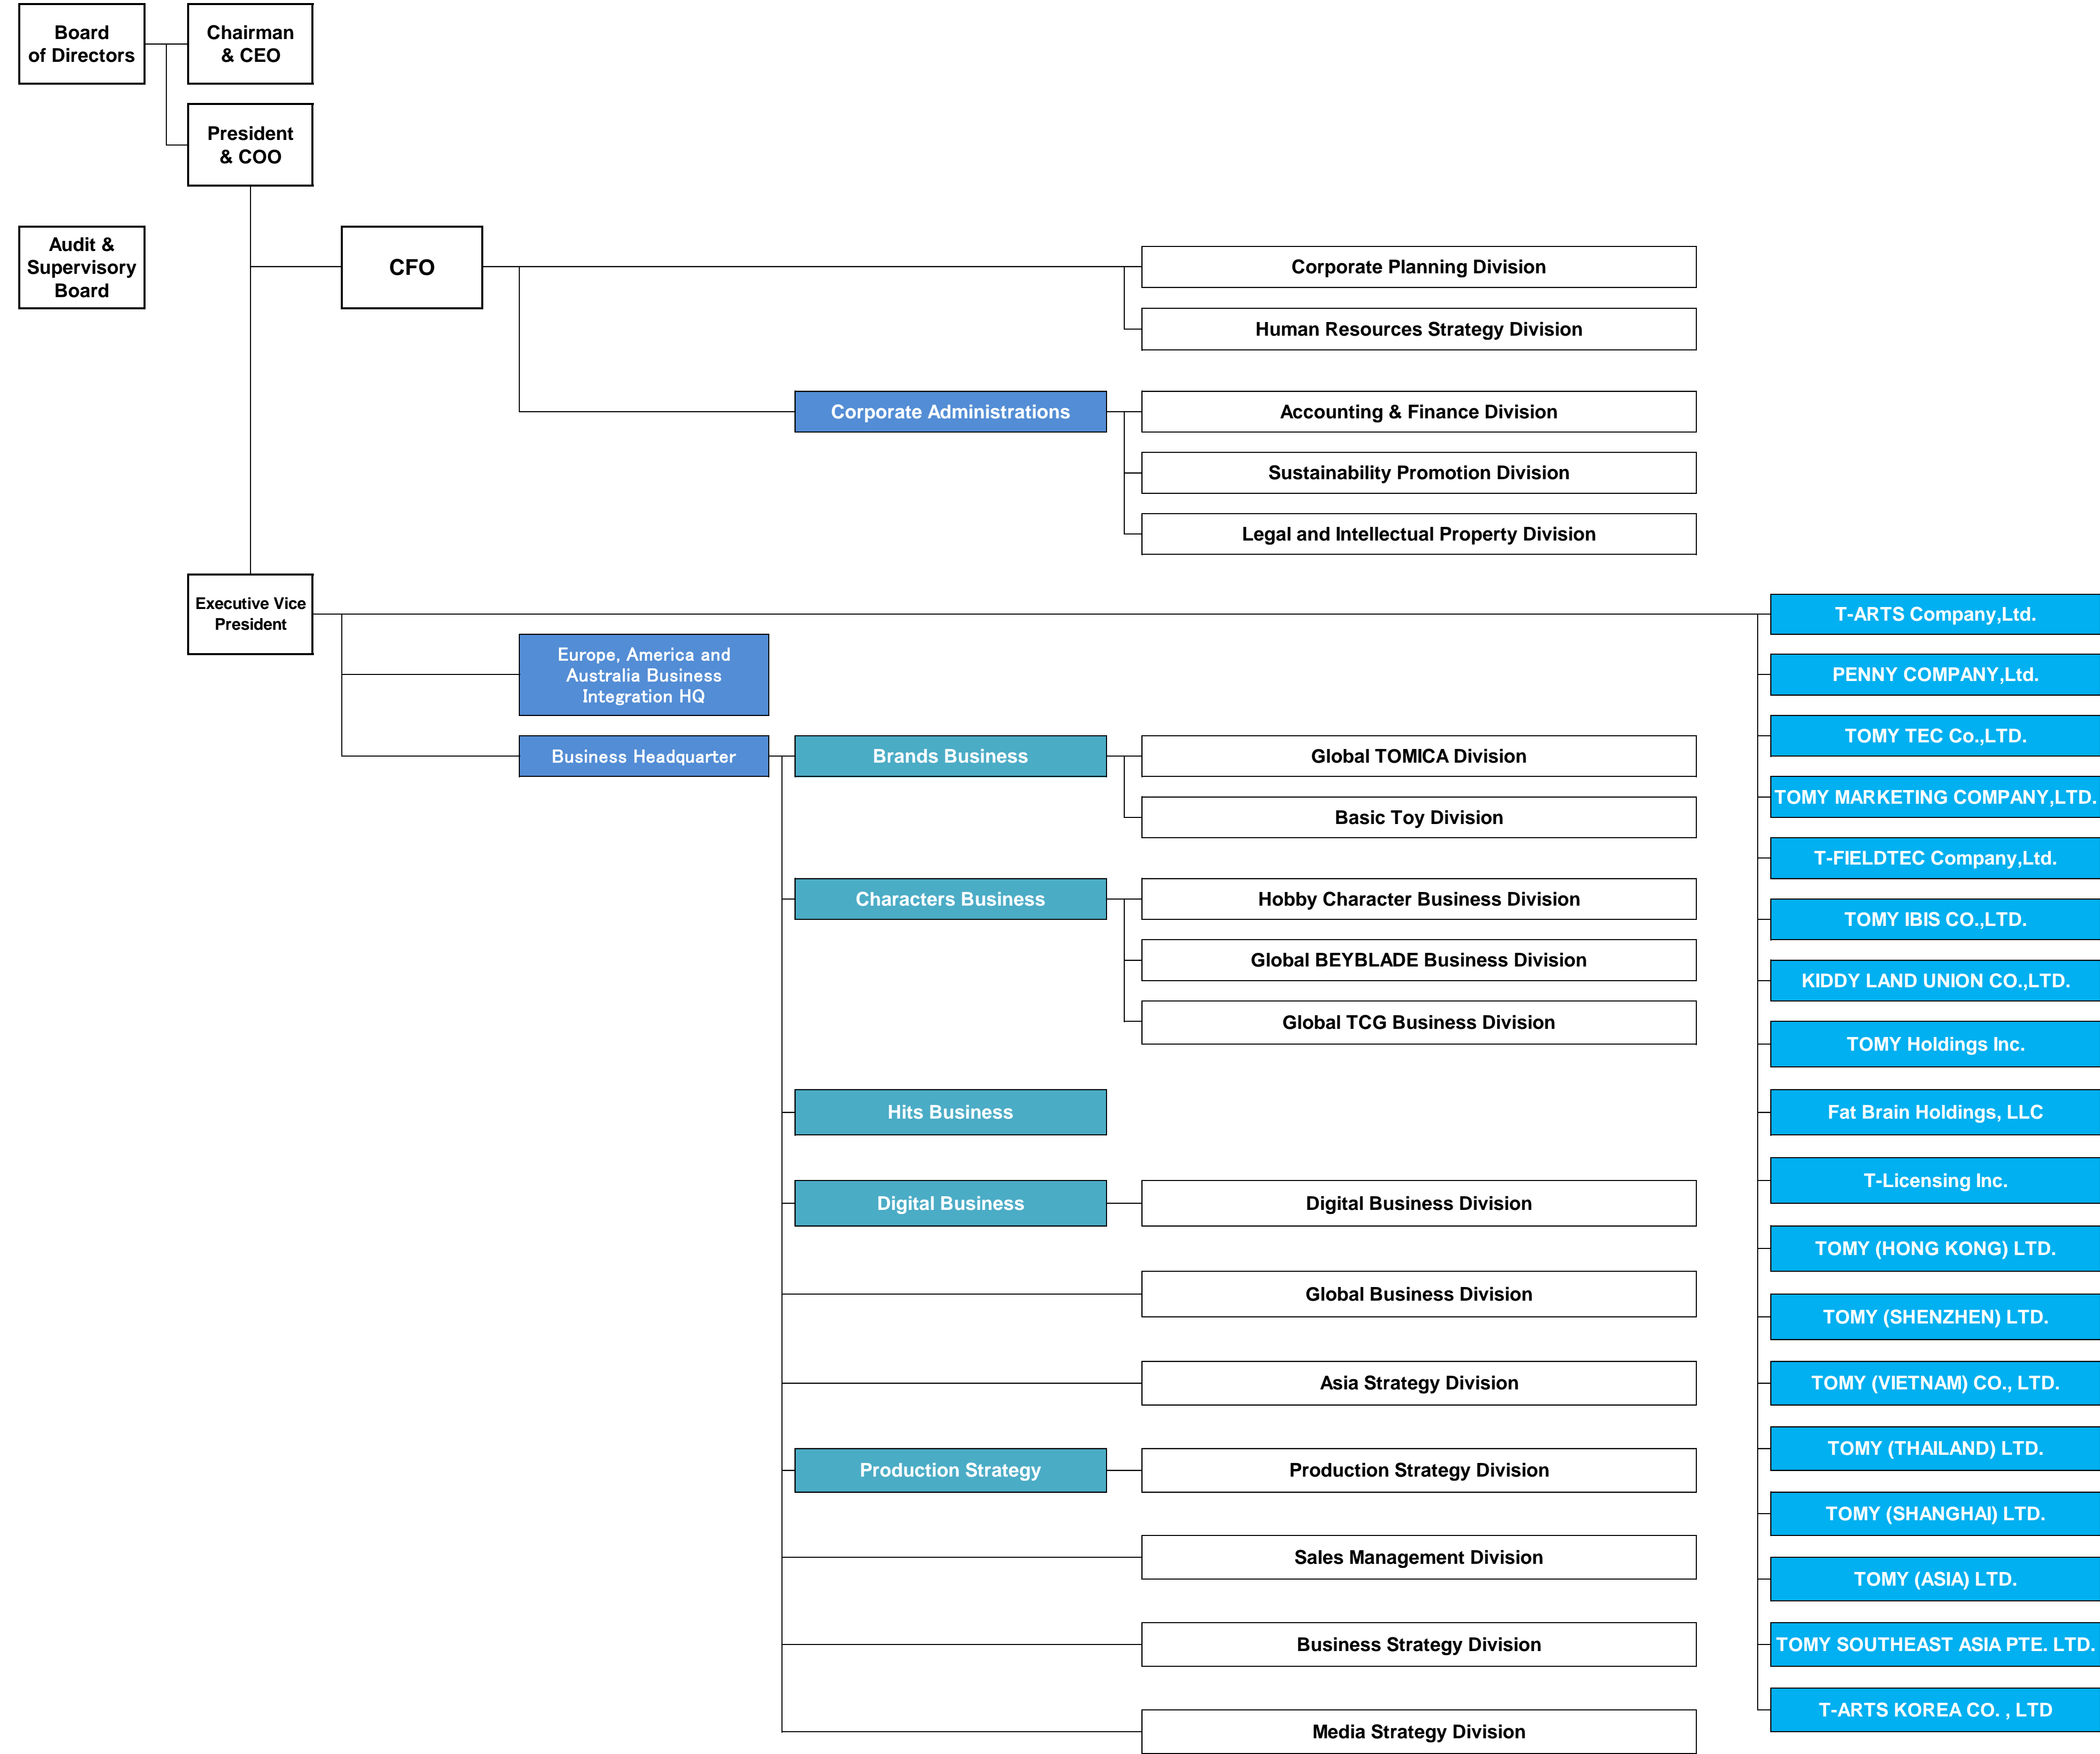 Board
of Directors
Chairman
& CEO
President
& COO
Audit &
Supervisory
Board
CFO
Corporate Planning Division
Human Resources Strategy Division
Corporate Administrations
Accounting & Finance Division
Sustainability Promotion Division
Legal and Intellectual Property Division
Executive Vice
President
Europe, America and
Australia Business
Integration HQ
Business Headquarter
Brands Business
Global TOMICA Division
Basic Toy Division
Characters Business
Hobby Character Business Division
Global BEYBLADE Business Division
Global TCG Business Division
Hits Business
Digital Business
Digital Business Division
Global Business Division
Asia Strategy Division
Production Strategy
Production Strategy Division
Sales Management Division
Business Strategy Division
Media Strategy Division
T-ARTS Company,Ltd.
PENNY COMPANY,Ltd.
TOMY TEC Co.,LTD.
TOMY MARKETING COMPANY,LTD.
T-FIELDTEC Company,Ltd.
TOMY IBIS CO.,LTD.
KIDDY LAND UNION CO.,LTD.
TOMY Holdings Inc.
Fat Brain Holdings, LLC
T-Licensing Inc.
TOMY (HONG KONG) LTD.
TOMY (SHENZHEN) LTD.
TOMY (VIETNAM) CO., LTD.
TOMY (THAILAND) LTD.
TOMY (SHANGHAI) LTD.
TOMY (ASIA) LTD.
TOMY SOUTHEAST ASIA PTE. LTD.
T-ARTS KOREA CO. , LTD